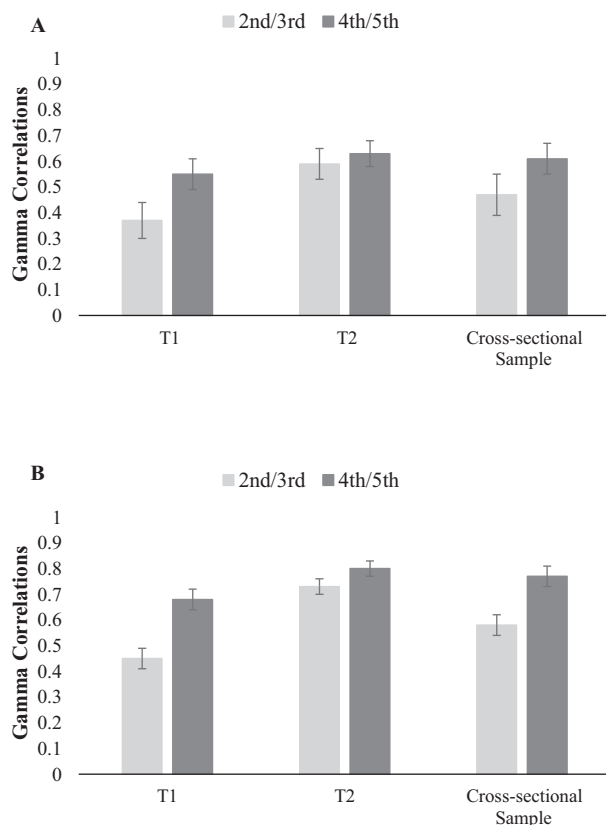 A
2nd/3rd 4th/5th
Gamma Correlations
1
0.9
0.8
0.7
0.6
0.5
0.4
0.3
0.2
0.1
0
T1 T2 Cross-sectional
Sample
B
2nd/3rd 4th/5th
Gamma Correlations
1
0.9
0.8
0.7
0.6
0.5
0.4
0.3
0.2
0.1
0
T1 T2 Cross-sectional
Sample